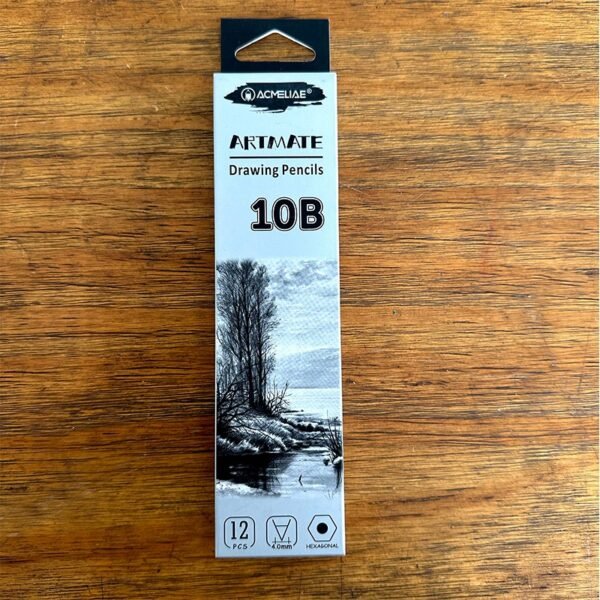 ACMELIAE®
ARTMATE
Drawing Pencils
10B
12
PCS
4.0mm
HEXAGONAL